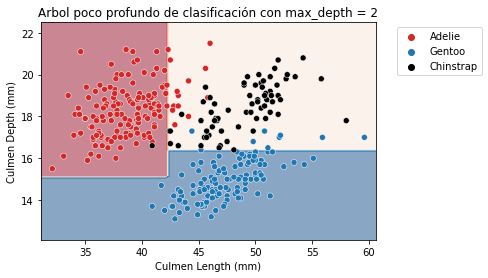 Arbol poco profundo de clasificación con max_depth = 2
Adelie
Gentoo
Chinstrap
22
20
18
16
14
Culmen Depth (mm)
35 40 45 50 55 60
Culmen Length (mm)